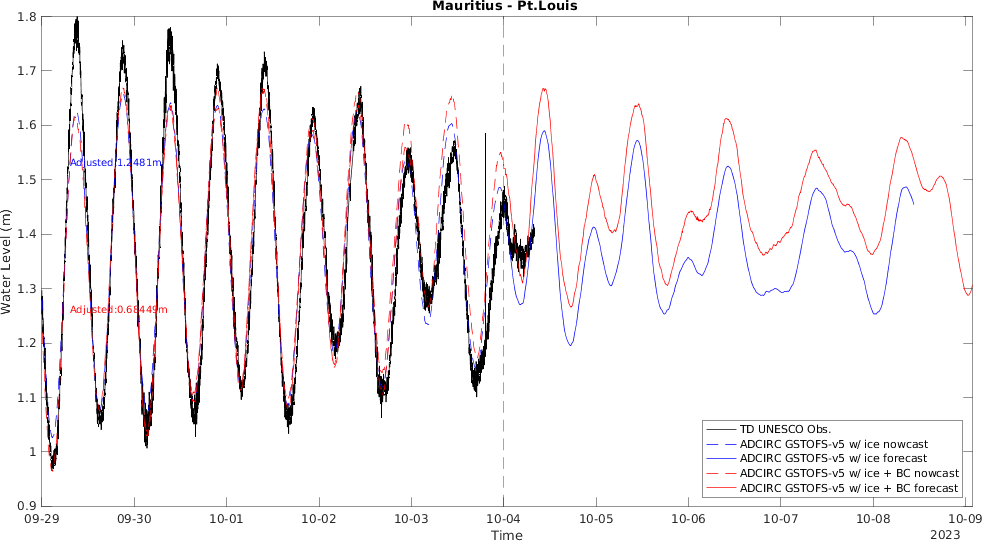 Mauritius - Pt.Louis
1.8
1.7
1.6
1.5
1.4
1.3
1.2
1.1
1
0.9
Water Level (m)
Adjusted:1.2481m
Adjusted:0.68449m
TD UNESCO Obs.
ADCIRC GSTOFS-v5 w/ ice nowcast
ADCIRC GSTOFS-v5 w/ ice forecast
ADCIRC GSTOFS-v5 w/ ice + BC nowcast
ADCIRC GSTOFS-v5 w/ ice + BC forecast
09-29 09-30 10-01 10-02 10-03 10-04 10-05 10-06 10-07 10-08 10-09
Time
2023